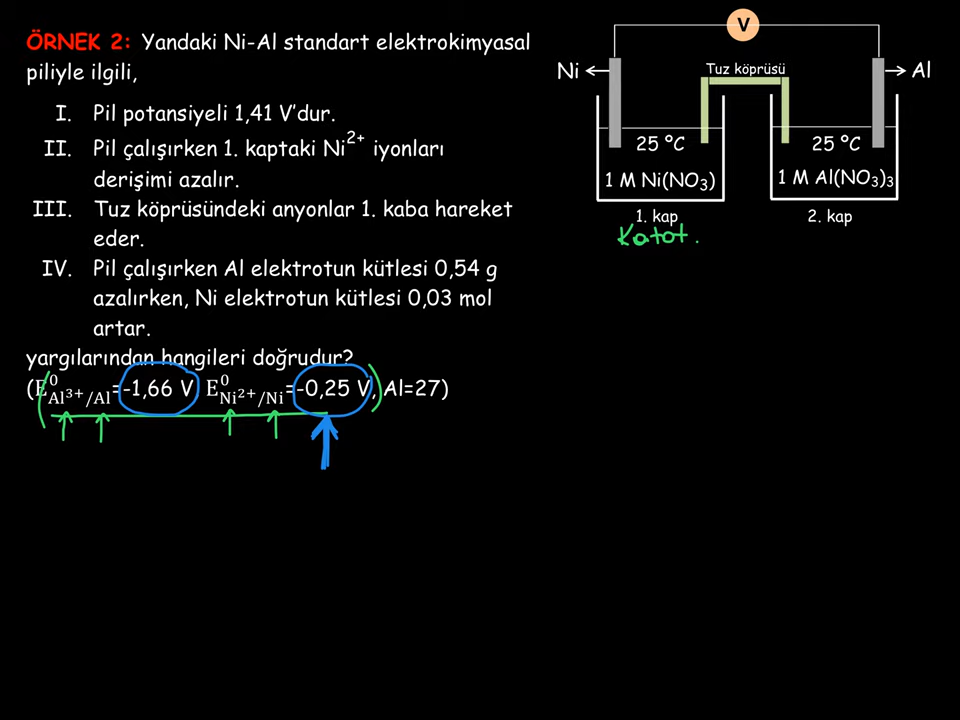 ÖRNEK 2: Yandaki Ni-Al standart elektrokimyasal
piliyle ilgili,
I. Pil potansiyeli 1,41 V'dur.
II. Pil çalışırken 1. kaptaki Ni2+ iyonları
derişimi azalır.
III. Tuz köprüsündeki anyonlar 1. kaba hareket
eder.
IV. Pil çalışırken Al elektrotun kütlesi 0,54 g
azalırken, Ni elektrotun kütlesi 0,03 mol
artar.
yargılarından hangileri doğrudur?
(E0Al3+/Al=-1,66 V, E0Ni2+/Ni=-0,25 V, Al=27)
V
Ni
Tuz köprüsü
Al
25 ºC
25 ºC
1 M Ni(NO3)
1 M Al(NO3)3
1. kap
2. kap
Katot.